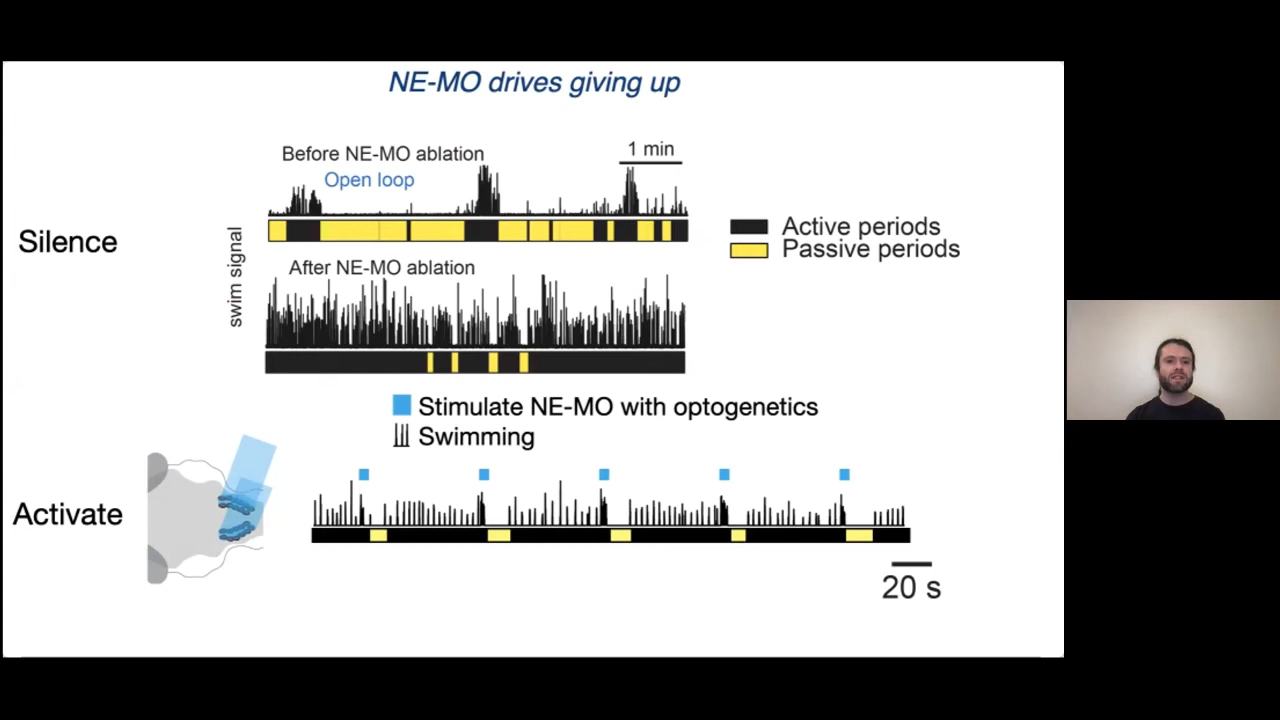 NE-MO drives giving up
Before NE-MO ablation
1 min
Open loop
Silence
swim signal
Active periods
Passive periods
After NE-MO ablation
Stimulate NE-MO with optogenetics
Swimming
Activate
20 s